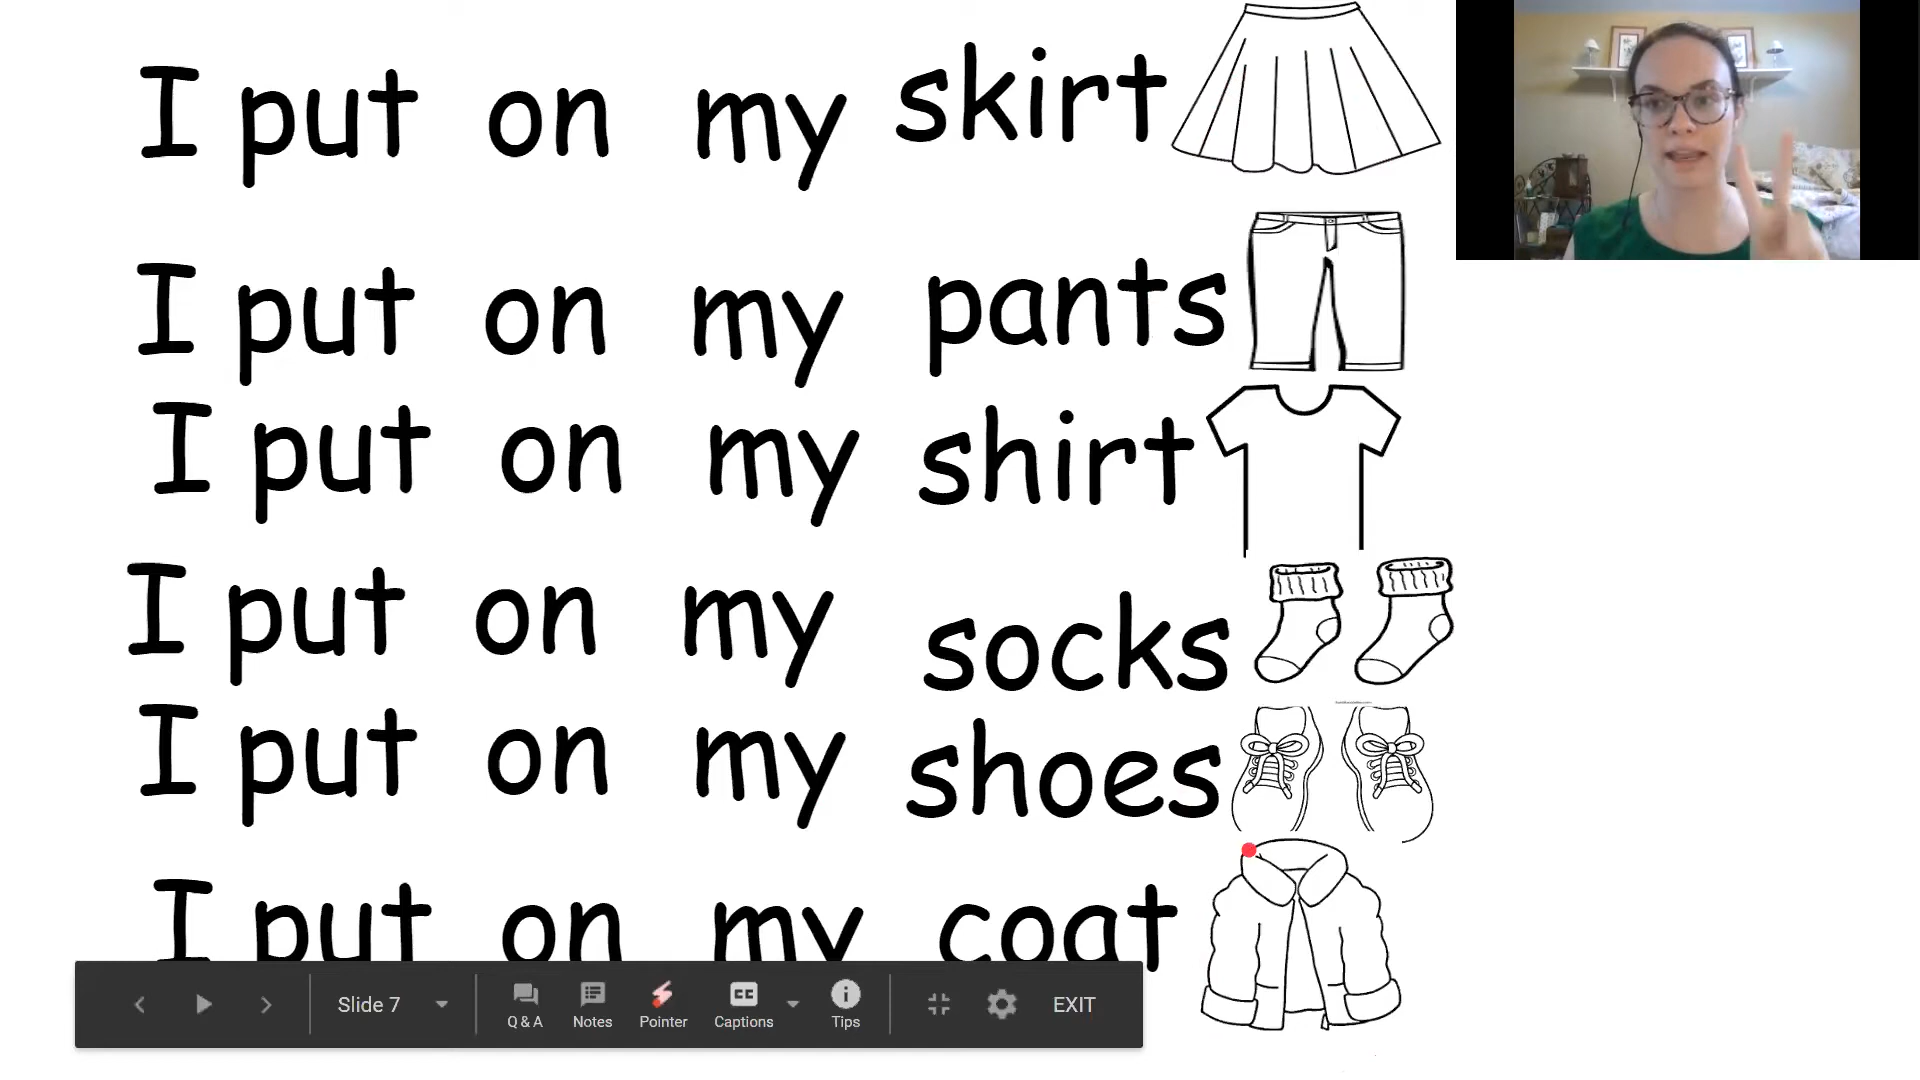 I put on my skirt
I put on my pants
I put on my shirt
I put on my socks
I put on my shoes
I put on my coat
Slide 7
Q & A
Notes
Pointer
CC
Captions
Tips
EXIT